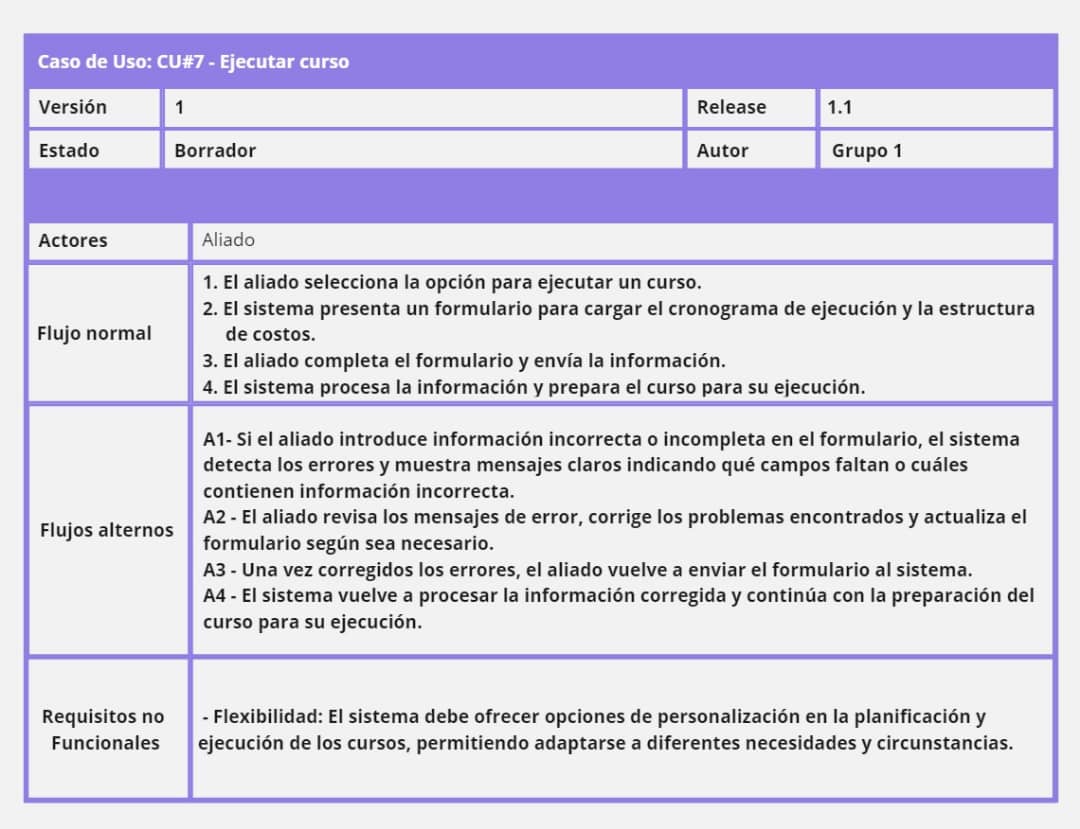 Caso de Uso: CU#7 - Ejecutar curso
Versión 1 Release 1.1
Estado Borrador Autor Grupo 1
Actores Aliado
Flujo normal
1. El aliado selecciona la opción para ejecutar un curso.
2. El sistema presenta un formulario para cargar el cronograma de ejecución y la estructura
de costos.
3. El aliado completa el formulario y envía la información.
4. El sistema procesa la información y prepara el curso para su ejecución.
Flujos alternos
A1- Si el aliado introduce información incorrecta o incompleta en el formulario, el sistema
detecta los errores y muestra mensajes claros indicando qué campos faltan o cuáles
contienen información incorrecta.
A2 - El aliado revisa los mensajes de error, corrige los problemas encontrados y actualiza el
formulario según sea necesario.
A3 - Una vez corregidos los errores, el aliado vuelve a enviar el formulario al sistema.
A4 - El sistema vuelve a procesar la información corregida y continúa con la preparación del
curso para su ejecución.
Requisitos no
Funcionales
- Flexibilidad: El sistema debe ofrecer opciones de personalización en la planificación y
ejecución de los cursos, permitiendo adaptarse a diferentes necesidades y circunstancias.